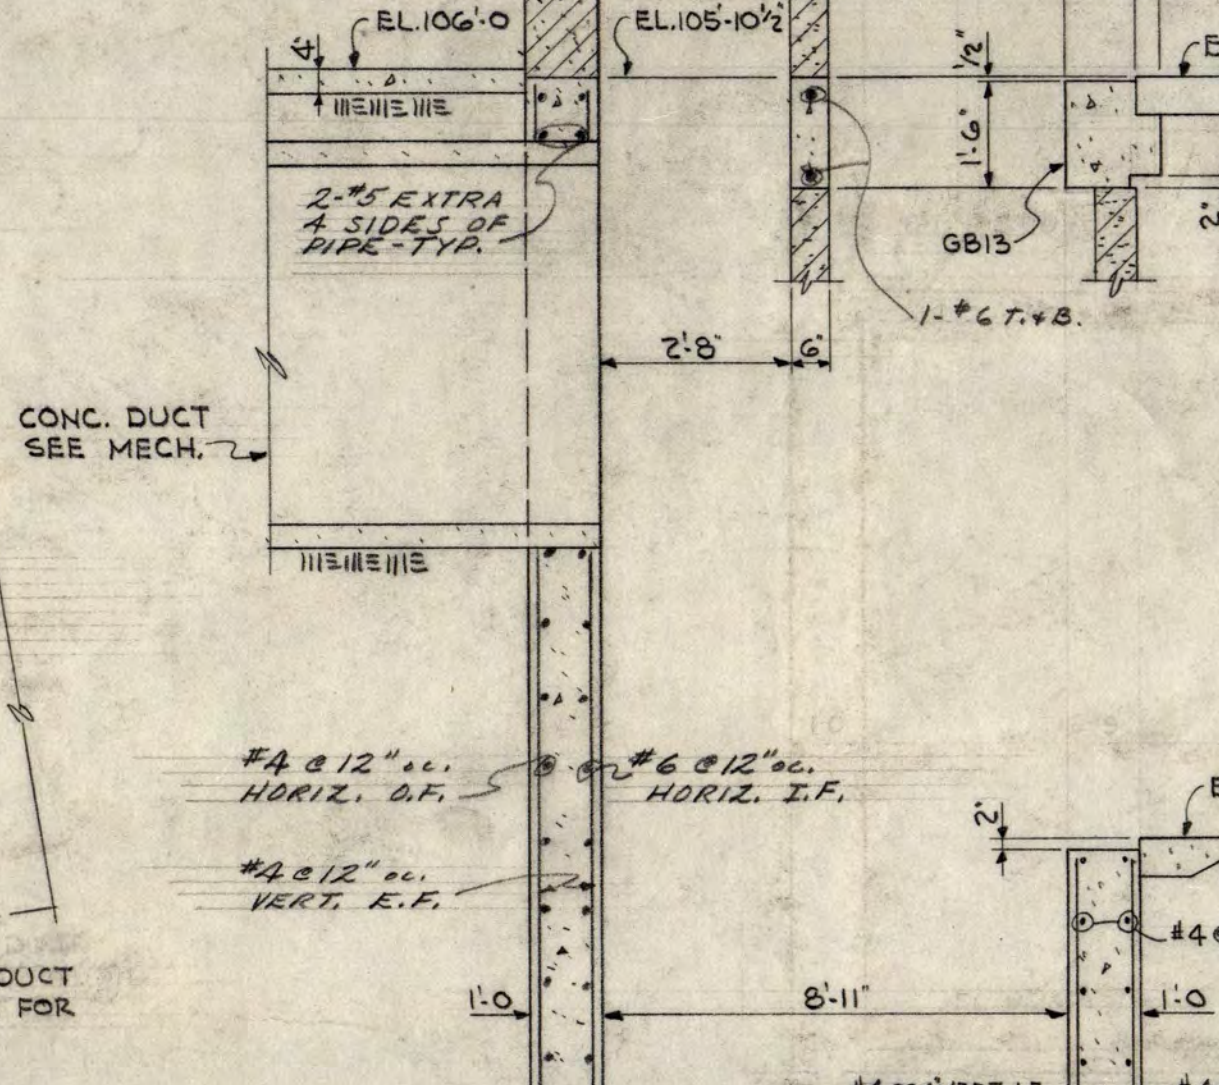 EL.106'-0
EL.105'-10½"
4"
½"
1'-6"
2-#5 EXTRA
4 SIDES OF
PIPE-TYP.
GB13
2"
1-#6 T.&B.
2'-8"
6"
CONC. DUCT
SEE MECH.
#4 @ 12" o.c.
HORIZ. O.F.
#6 @ 12" o.c.
HORIZ. I.F.
2"
#4 @ 12" o.c.
VERT. E.F.
#4
DUCT
FOR
1'-0
8'-11"
1'-0